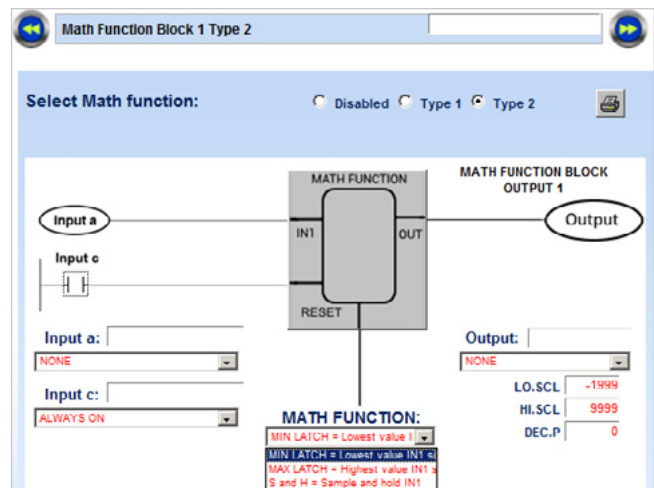 Math Function Block 1 Type 2
Select Math function:
Disabled Type 1 Type 2
MATH FUNCTION
MATH FUNCTION BLOCK
OUTPUT 1
Input a
IN1
OUT
Output
Input c
RESET
Input a:
NONE
Input c:
ALWAYS ON
Output:
NONE
LO.SCL -1999
HI.SCL 9999
DEC.P 0
MATH FUNCTION:
MIN LATCH = Lowest value I
MIN LATCH = Lowest value IN1 s
MAX LATCH = Highest value IN1 s
S and H = Sample and hold IN1